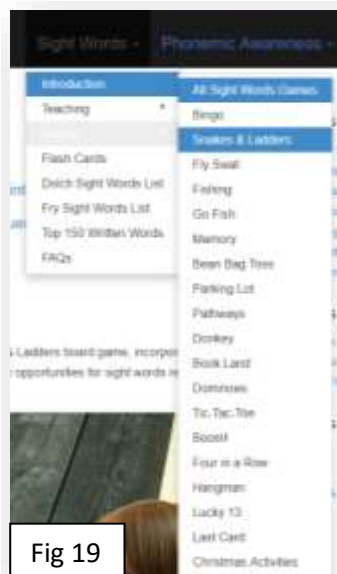 Sight Words
Phonemic Awareness
Introduction
Teaching
Flash Cards
Dolch Sight Words List
Fry Sight Words List
Top 150 Written Words
FAQs
All Sight Words Games
Bingo
Snakes & Ladders
Fly Swat
Fishing
Go Fish
Memory
Bean Bag Toss
Parking Lot
Pathways
Donkey
Book Land
Dominoes
Tic.Tac.Toe
Boom!
Four in a Row
Hangman
Lucky 13
Last Card
Christmas Activities
Ladders board game, incorpor
opportunities for sight words re
Fig 19